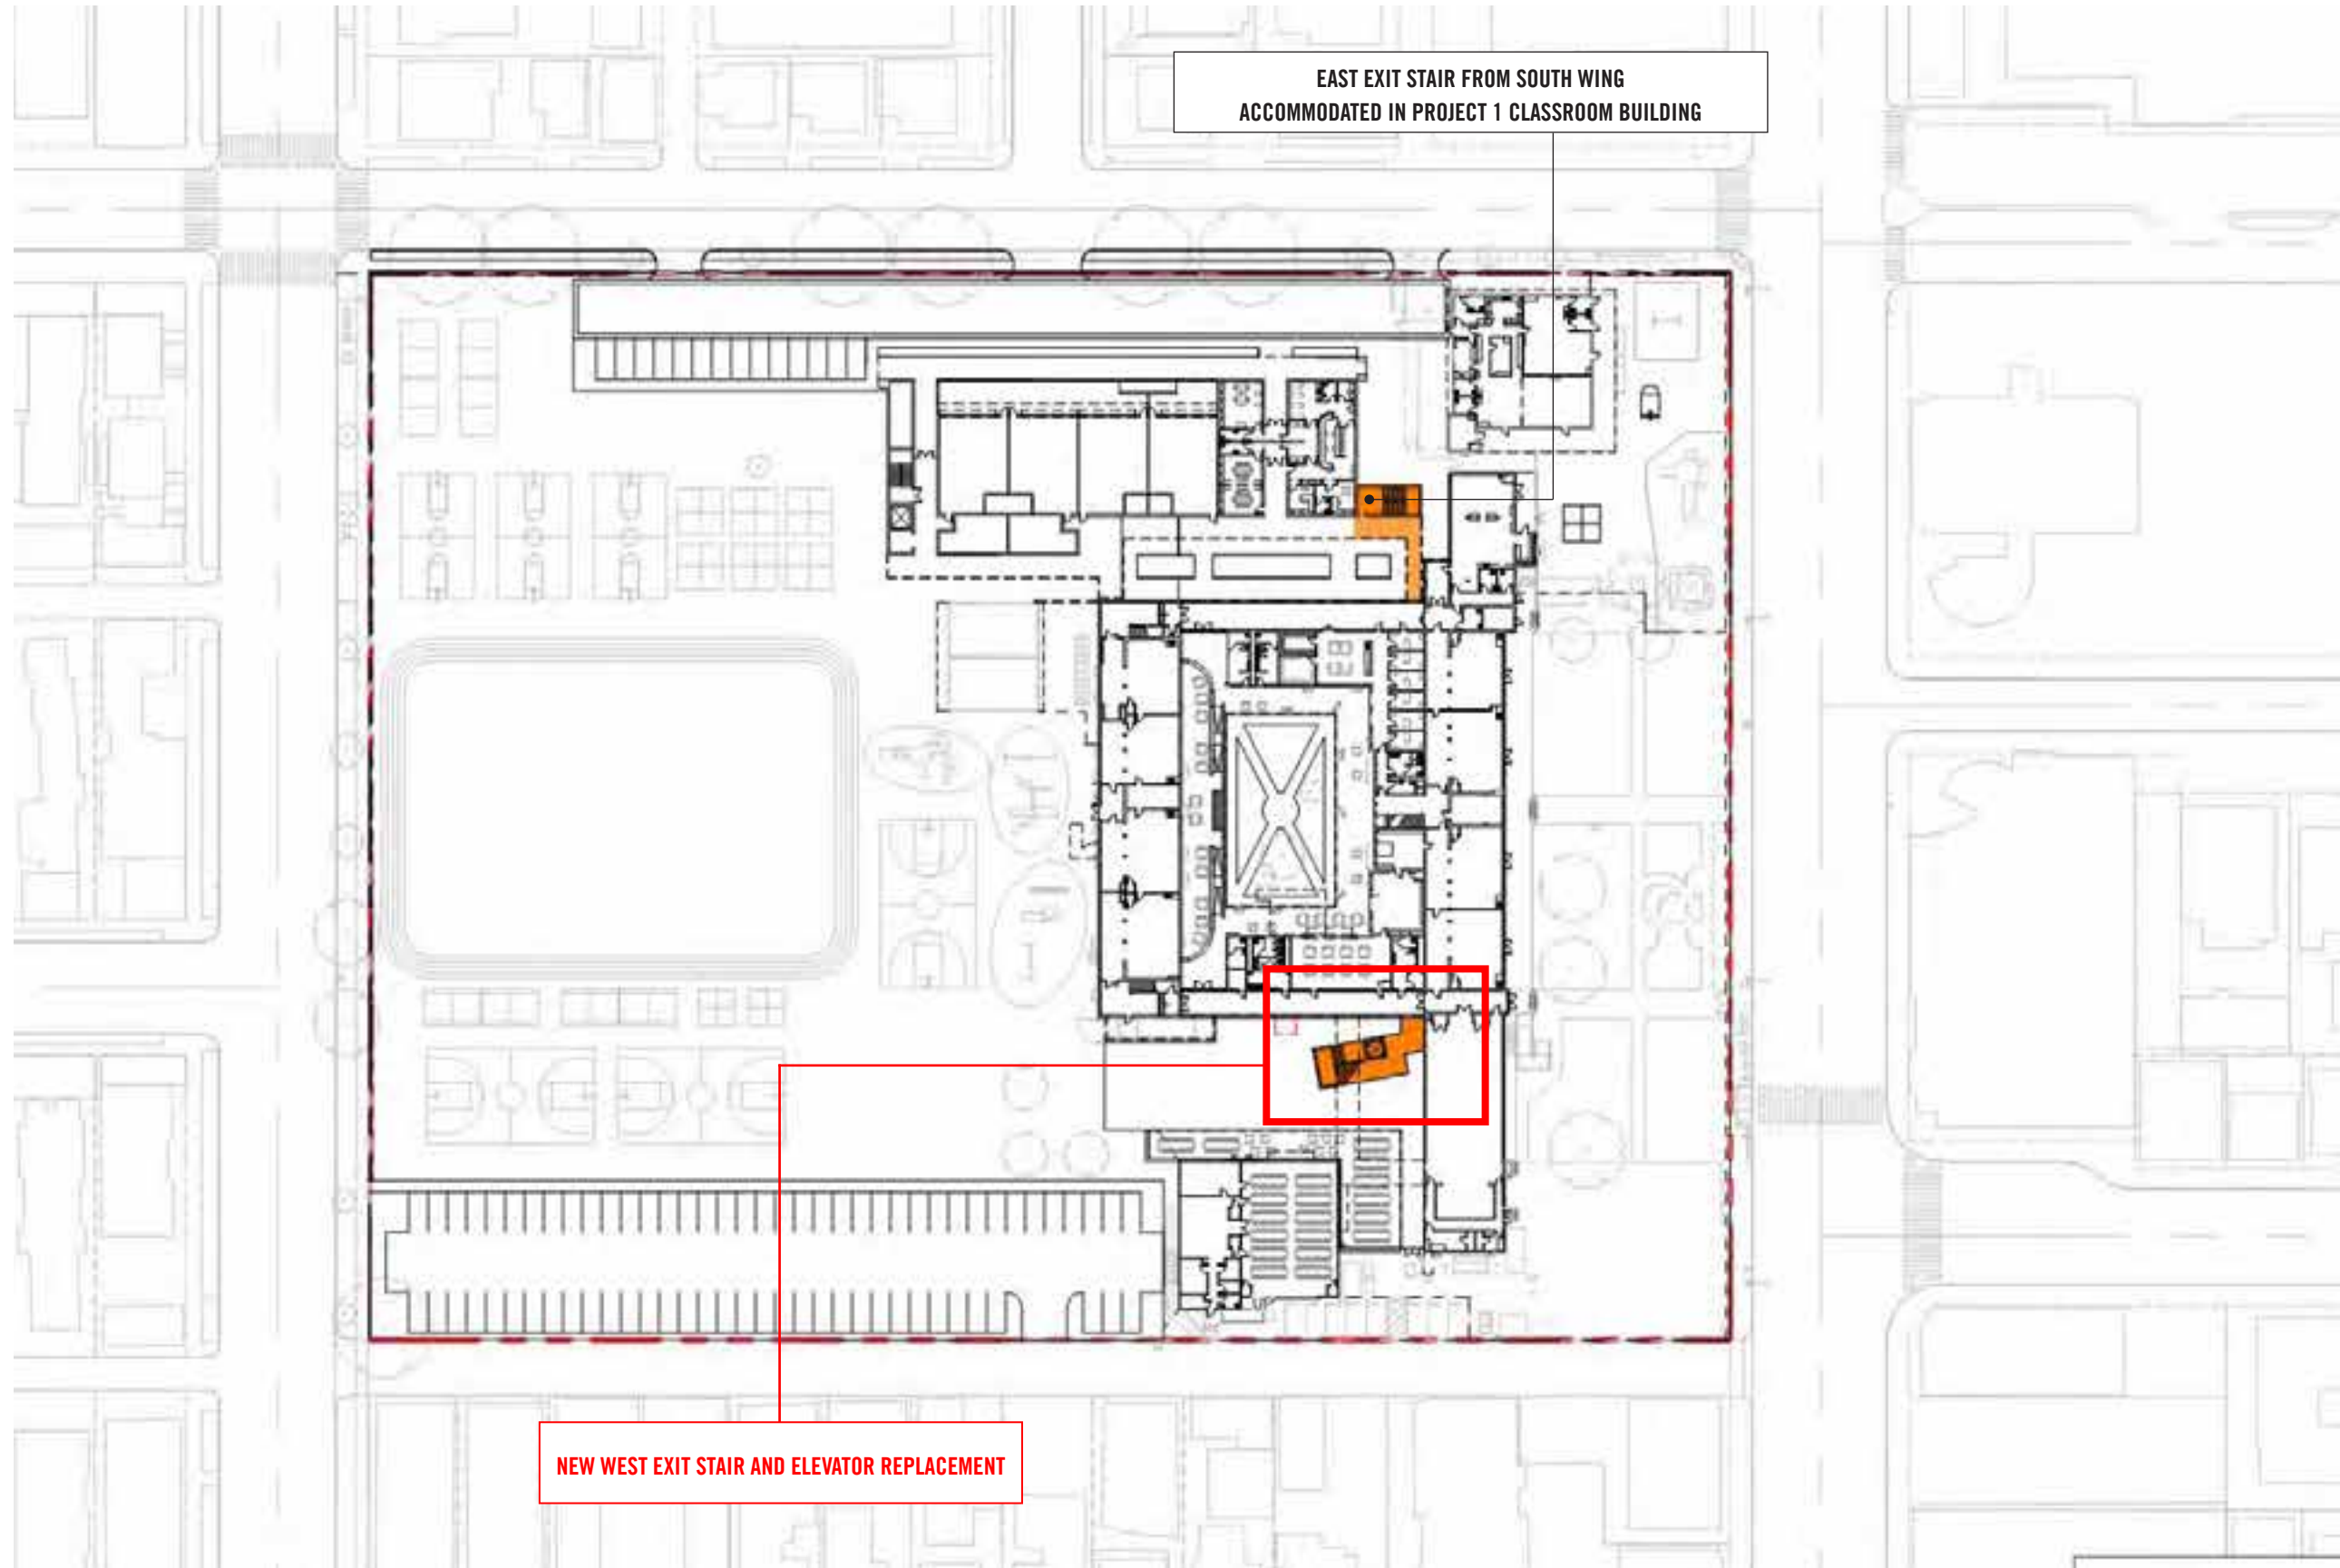 EAST EXIT STAIR FROM SOUTH WING
ACCOMMODATED IN PROJECT 1 CLASSROOM BUILDING
NEW WEST EXIT STAIR AND ELEVATOR REPLACEMENT